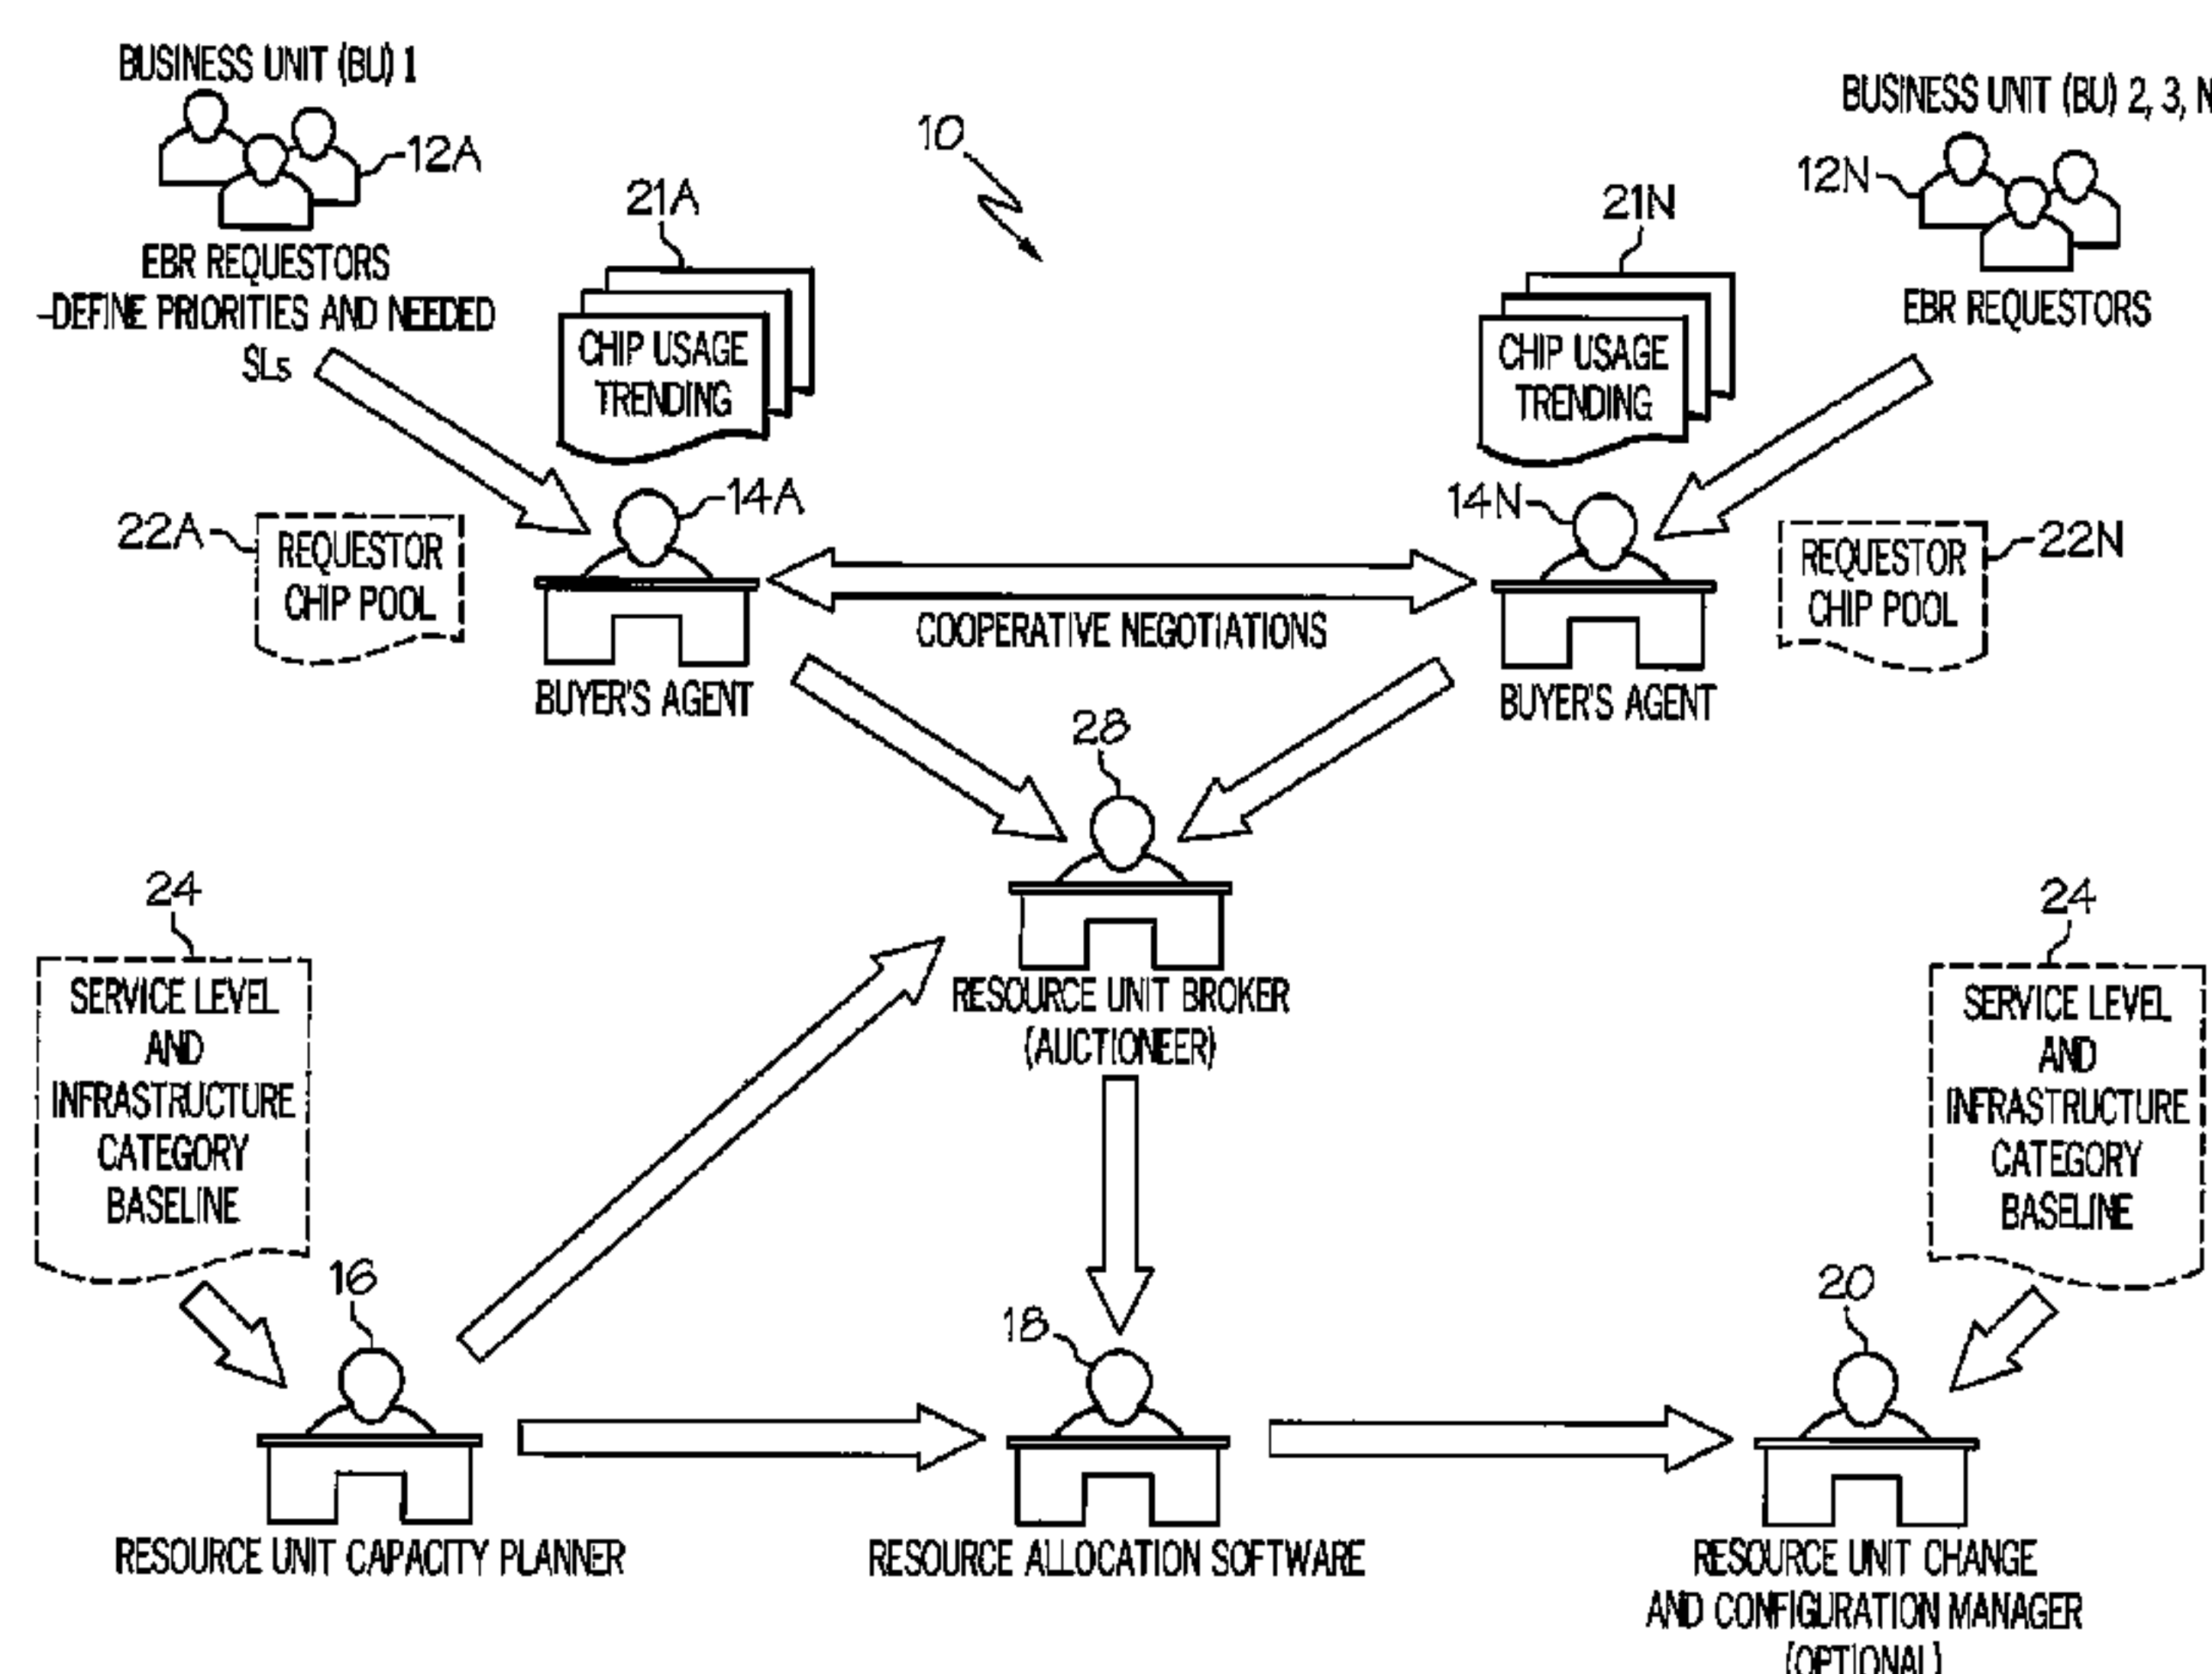 BUSINESS UNIT (BU) 1
12A
EBR REQUESTORS
-DEFINE PRIORITIES AND NEEDED
SLs
10
BUSINESS UNIT (BU) 2, 3, N
12N
EBR REQUESTORS
21A
CHIP USAGE
TRENDING
21N
CHIP USAGE
TRENDING
22A
REQUESTOR
CHIP POOL
14A
BUYER'S AGENT
COOPERATIVE NEGOTIATIONS
14N
BUYER'S AGENT
REQUESTOR
CHIP POOL
22N
28
RESOURCE UNIT BROKER
(AUCTIONEER)
24
SERVICE LEVEL
AND
INFRASTRUCTURE
CATEGORY
BASELINE
24
SERVICE LEVEL
AND
INFRASTRUCTURE
CATEGORY
BASELINE
16
RESOURCE UNIT CAPACITY PLANNER
18
RESOURCE ALLOCATION SOFTWARE
20
RESOURCE UNIT CHANGE
AND CONFIGURATION MANAGER
(OPTIONAL)